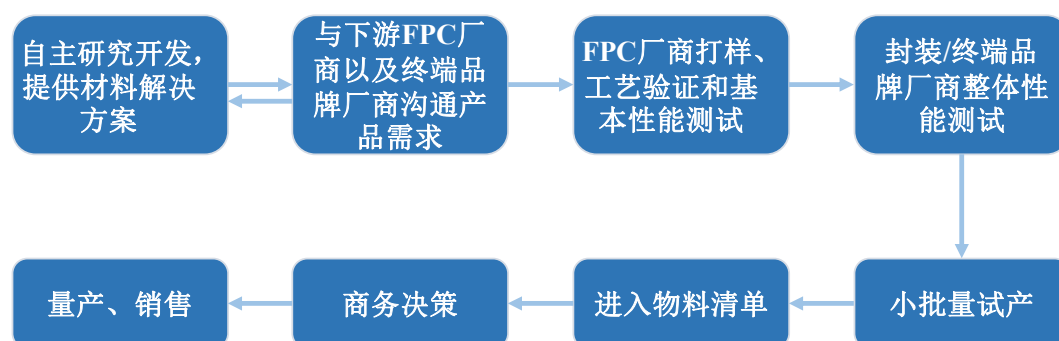 自主研究开发，
提供材料解决
方案
与下游FPC厂
商以及终端品
牌厂商沟通产
品需求
FPC厂商打样、
工艺验证和基
本性能测试
封装/终端品
牌厂商整体性
能测试
量产、销售
商务决策
进入物料清单
小批量试产